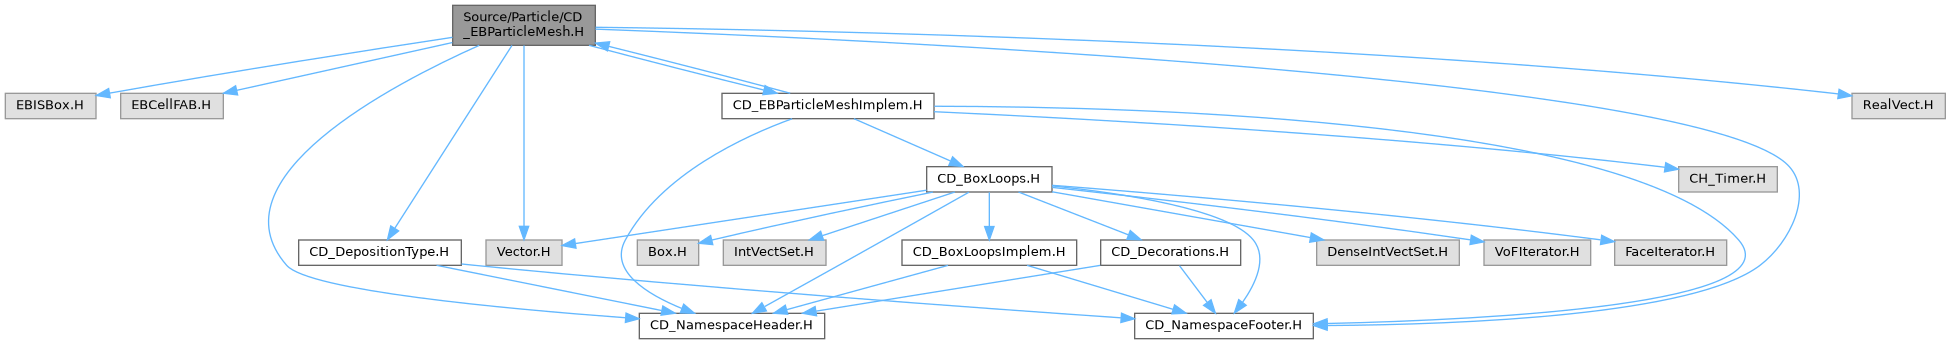 Source/Particle/CD
_EBParticleMesh.H
EBISBox.H
EBCellFAB.H
CD_EBParticleMeshImplem.H
RealVect.H
CD_BoxLoops.H
CH_Timer.H
CD_DepositionType.H
Vector.H
Box.H
IntVectSet.H
CD_BoxLoopsImplem.H
CD_Decorations.H
DenseIntVectSet.H
VoFIterator.H
FaceIterator.H
CD_NamespaceHeader.H
CD_NamespaceFooter.H